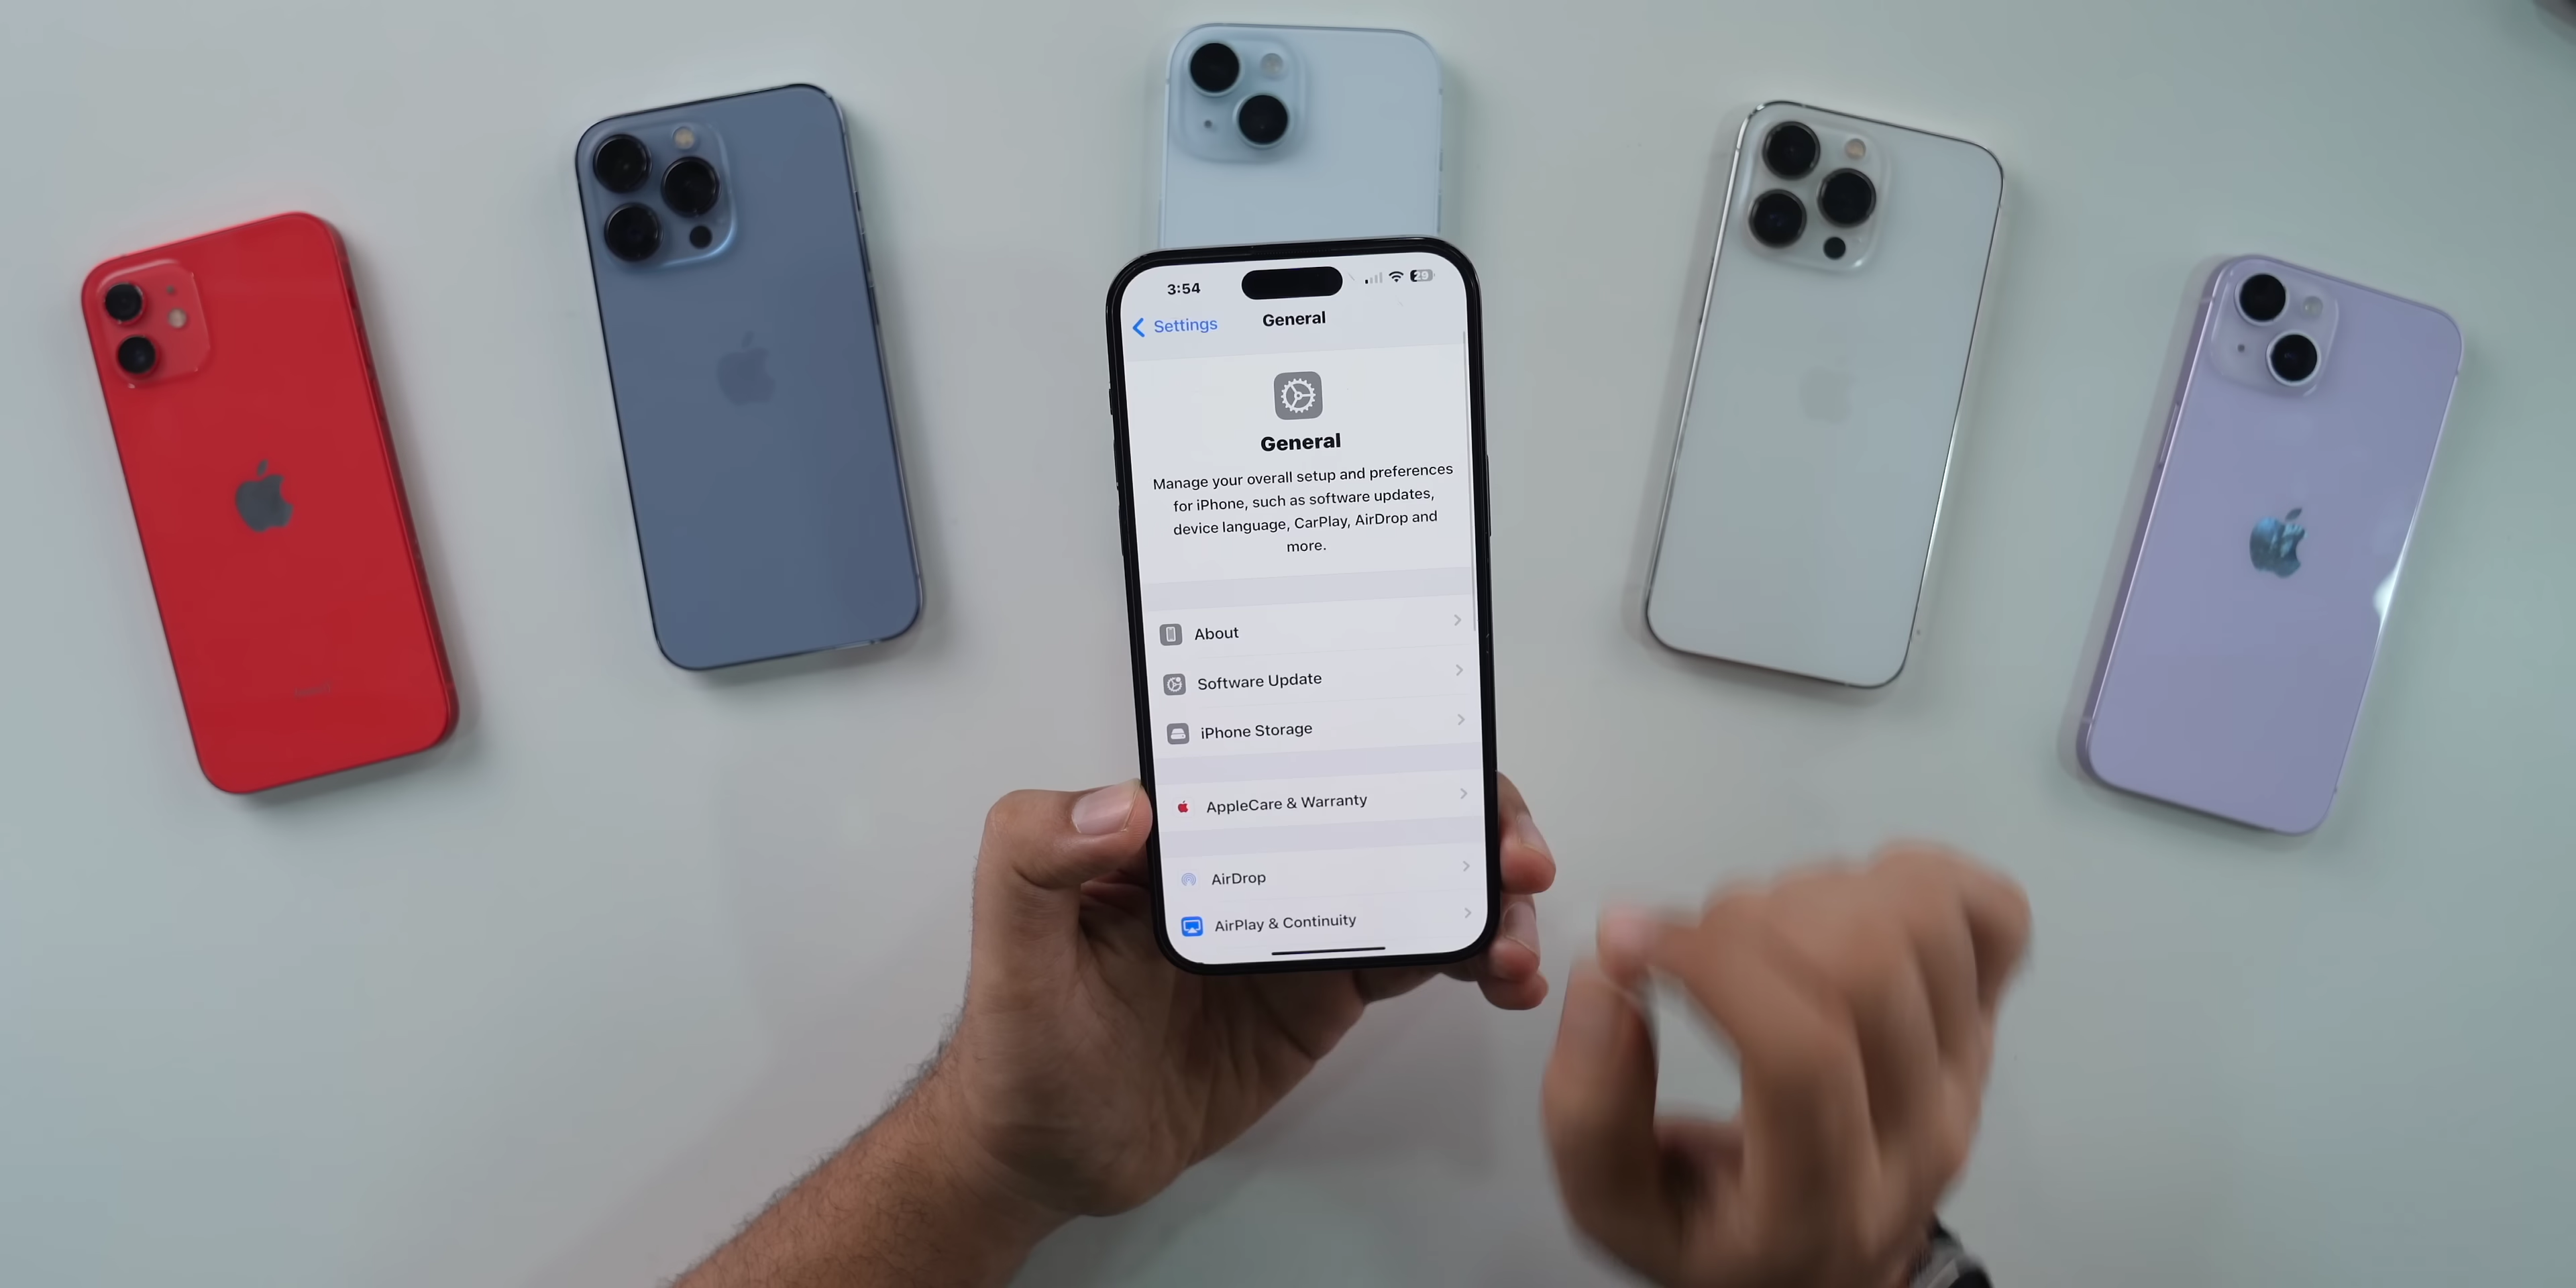 3:54
29
Settings
General
General
Manage your overall setup and preferences
for iPhone, such as software updates,
device language, CarPlay, AirDrop and
more.
About
Software Update
iPhone Storage
AppleCare & Warranty
AirDrop
AirPlay & Continuity